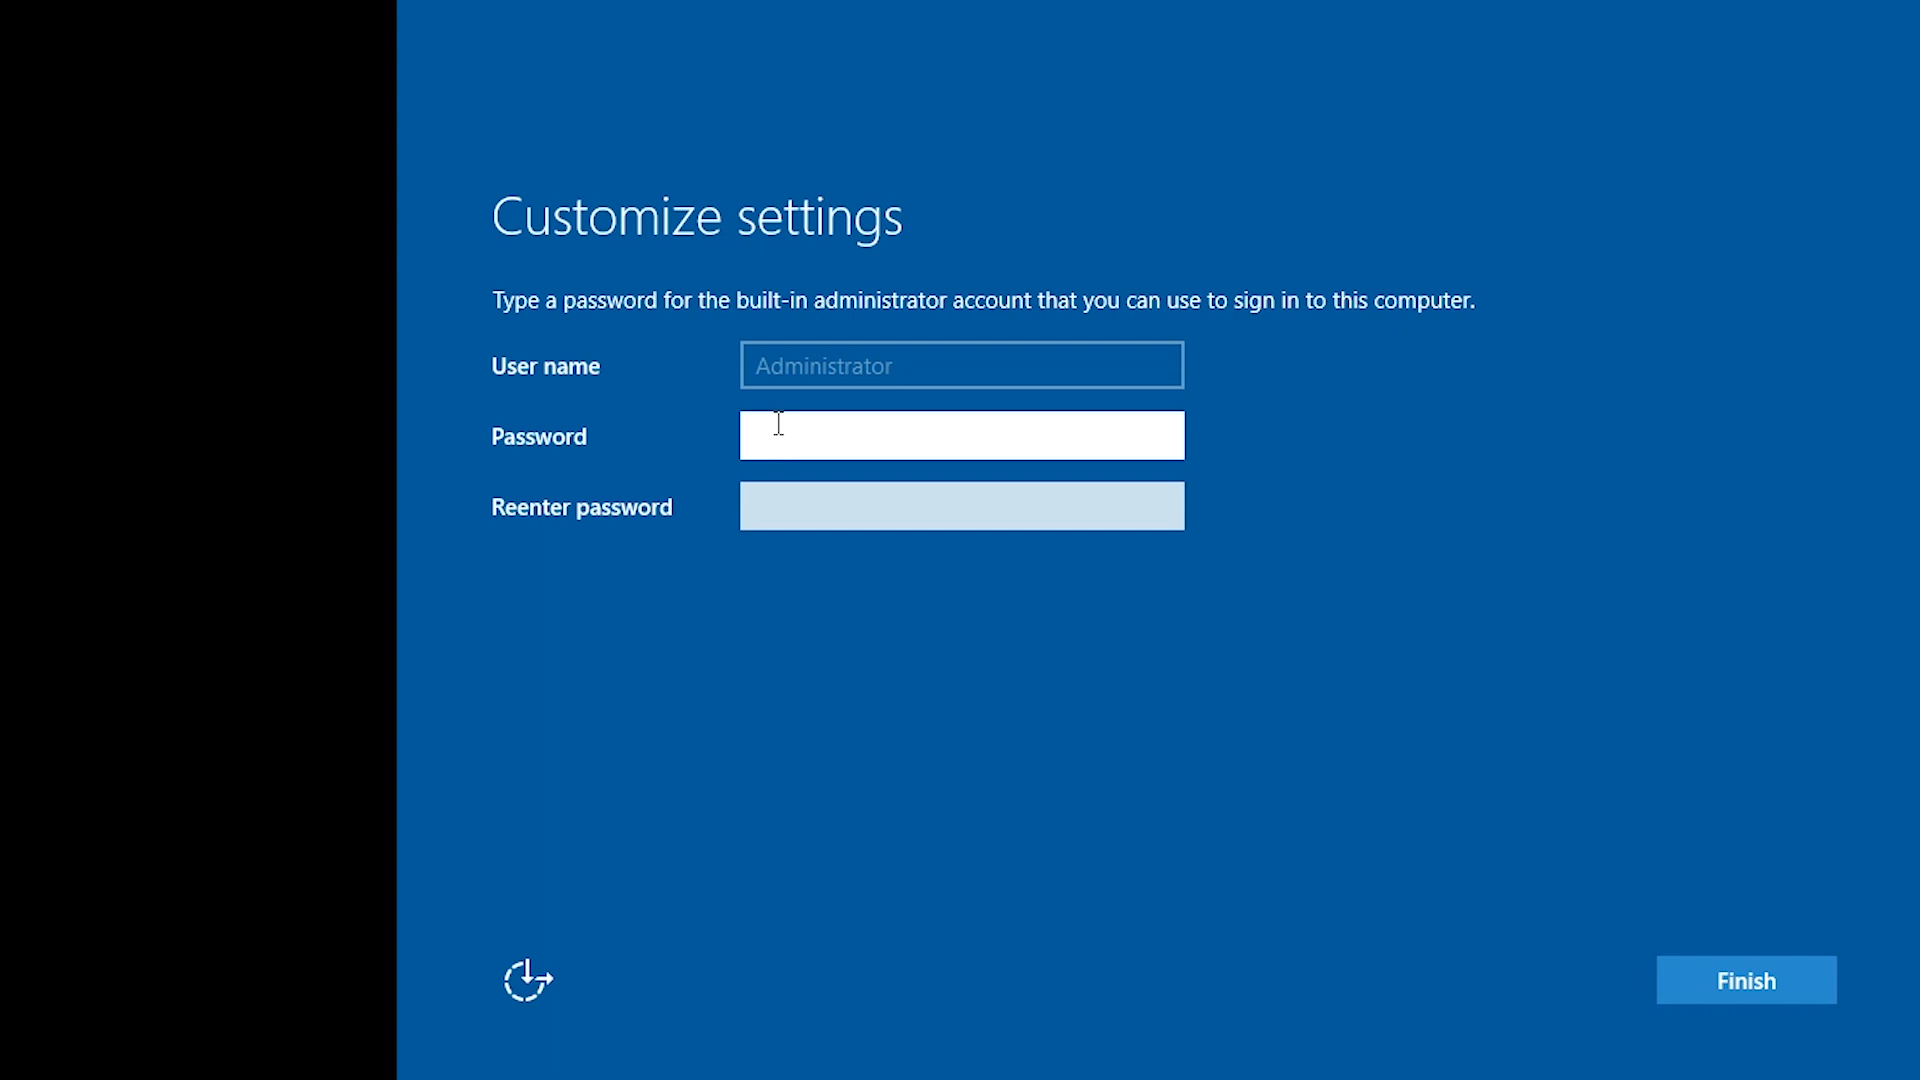 Customize settings
Type a password for the built-in administrator account that you can use to sign in to this computer.
User name
Administrator
Password
Reenter password
Finish